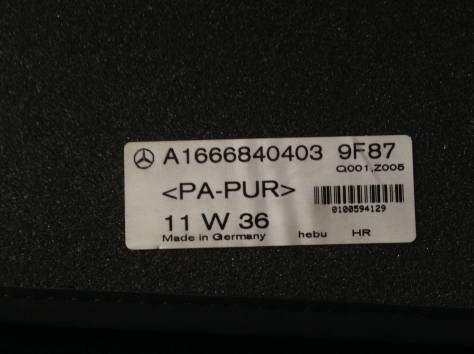 A1666840403 9F87
Q001,Z005
<PA-PUR>
0100594129
11 W 36
Made in Germany hebu HR